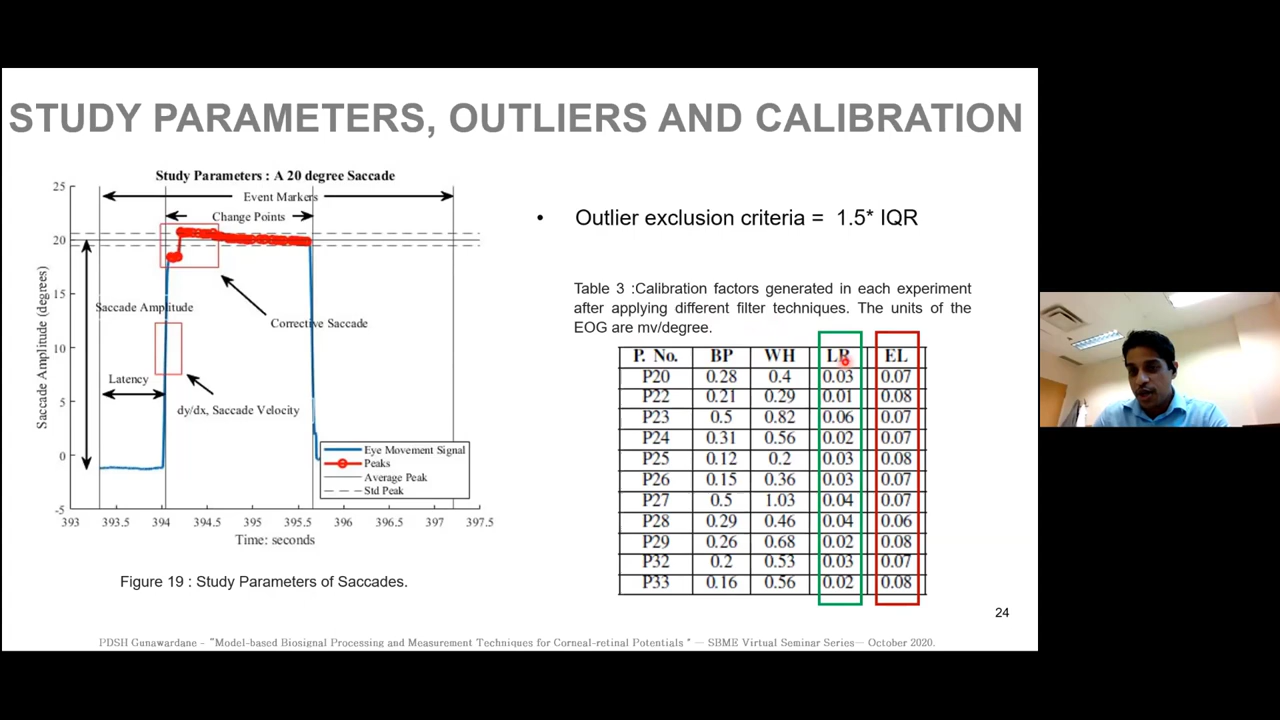 STUDY PARAMETERS, OUTLIERS AND CALIBRATION
Study Parameters : A 20 degree Saccade
25
20
15
10
5
0
-5
Saccade Amplitude (degrees)
Event Markers
Change Points
Saccade Amplitude
Corrective Saccade
Latency
dy/dx, Saccade Velocity
Eye Movement Signal
Peaks
Average Peak
Std Peak
393 393.5 394 394.5 395 395.5 396 396.5 397 397.5
Time: seconds
Figure 19 : Study Parameters of Saccades.
• Outlier exclusion criteria = 1.5* IQR
Table 3 :Calibration factors generated in each experiment
after applying different filter techniques. The units of the
EOG are mv/degree.
P. No. BP WH LR EL
P20 0.28 0.4 0.03 0.07
P22 0.21 0.29 0.01 0.08
P23 0.5 0.82 0.06 0.07
P24 0.31 0.56 0.02 0.07
P25 0.12 0.2 0.03 0.08
P26 0.15 0.36 0.03 0.07
P27 0.5 1.03 0.04 0.07
P28 0.29 0.46 0.04 0.06
P29 0.26 0.68 0.02 0.08
P32 0.2 0.53 0.03 0.07
P33 0.16 0.56 0.02 0.08
24
PDSH Gunawardane - "Model-based Biosignal Processing and Measurement Techniques for Corneal-retinal Potentials " — SBME Virtual Seminar Series— October 2020.